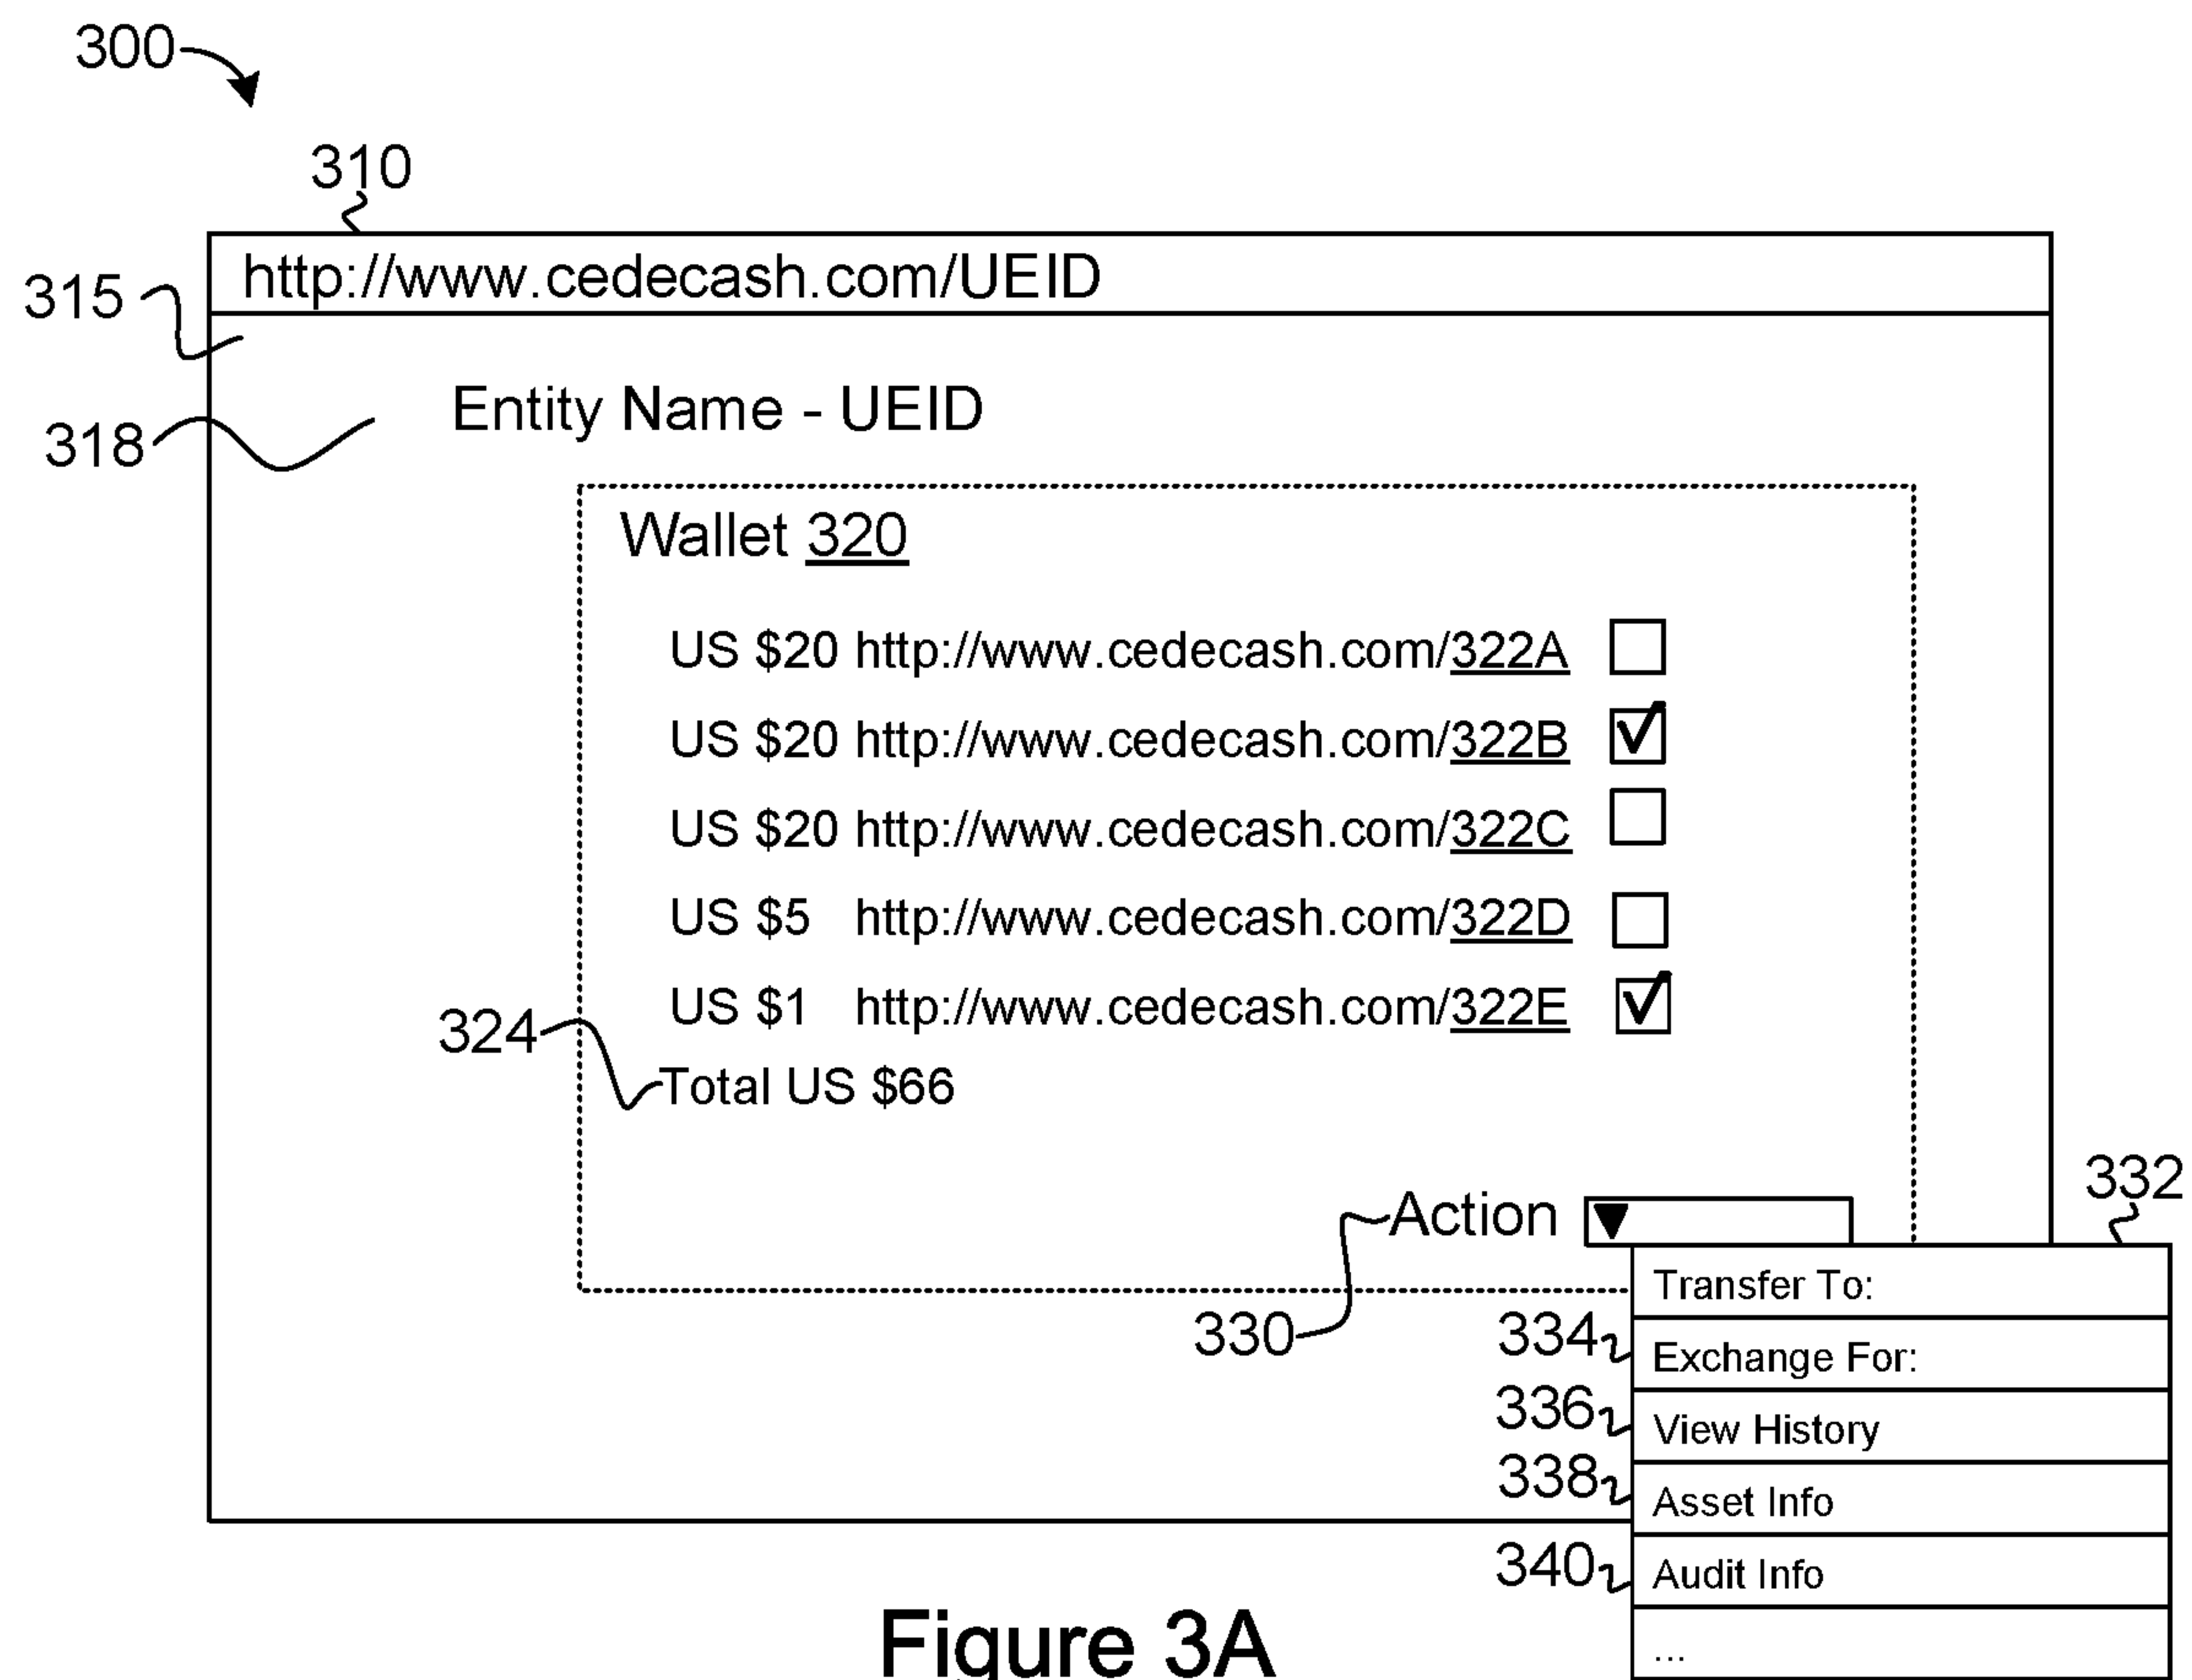 300
310
http://www.cedecash.com/UEID
315
Entity Name - UEID
318
Wallet 320
US $20 http://www.cedecash.com/322A
US $20 http://www.cedecash.com/322B
US $20 http://www.cedecash.com/322C
US $5 http://www.cedecash.com/322D
US $1 http://www.cedecash.com/322E
324
Total US $66
332
Action
330
Transfer To:
334 Exchange For:
336 View History
338 Asset Info
340 Audit Info
...
Figure 3A